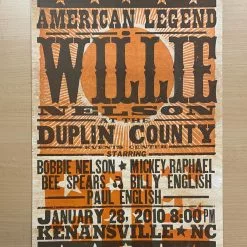 AMERICAN LEGEND
WILLIE
NELSON
AT THE
DUPLIN COUNTY
EVENTS CENTER
STARRING
BOBBIE NELSON ★ MICKEY RAPHAEL
BEE SPEARS ♫ BILLY ENGLISH
PAUL ENGLISH
JANUARY 28, 2010 8:00 PM
KENANSVILLE ★ NC